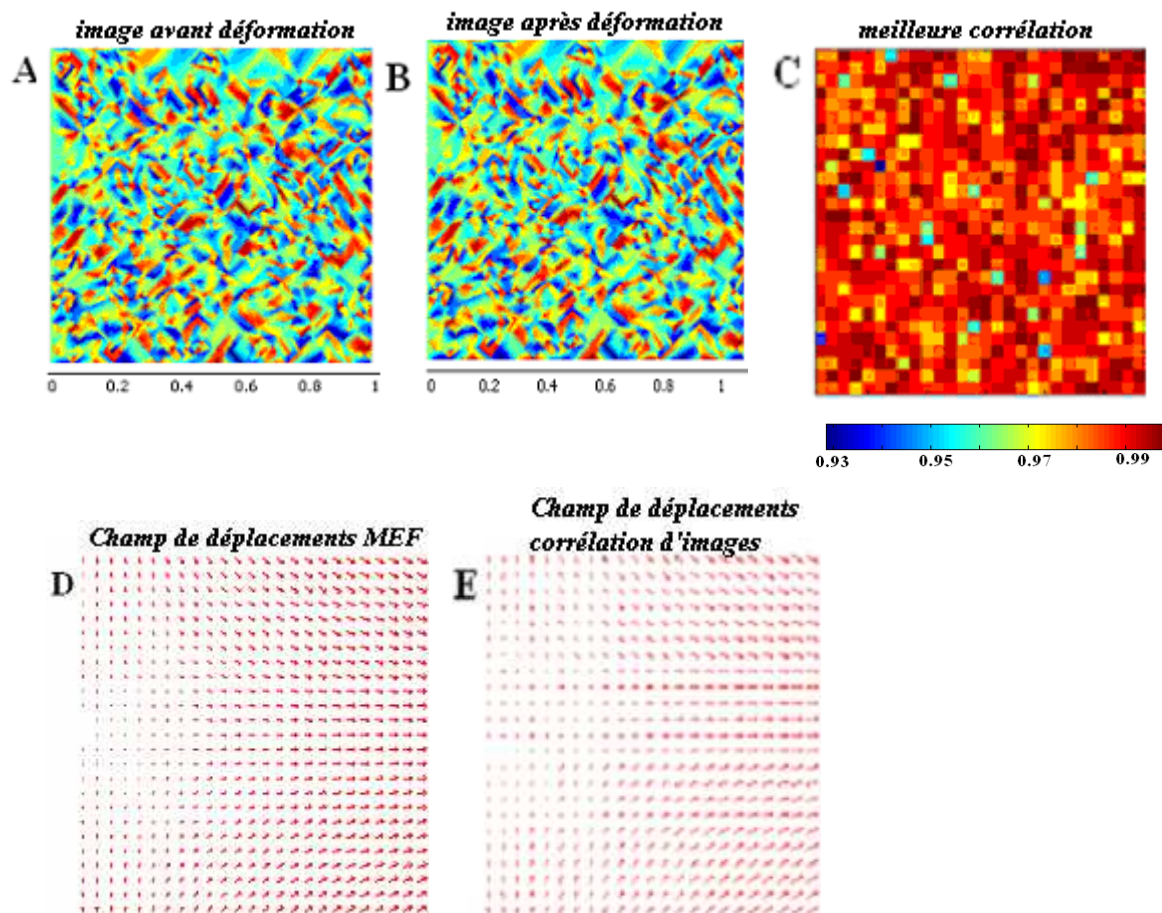 image avant déformation
image après déformation
meilleure corrélation
A
B
C
0 0.2 0.4 0.6 0.8 1
0 0.2 0.4 0.6 0.8 1
0.93 0.95 0.97 0.99
Champ de déplacements MEF
Champ de déplacements
corrélation d'images
D
E